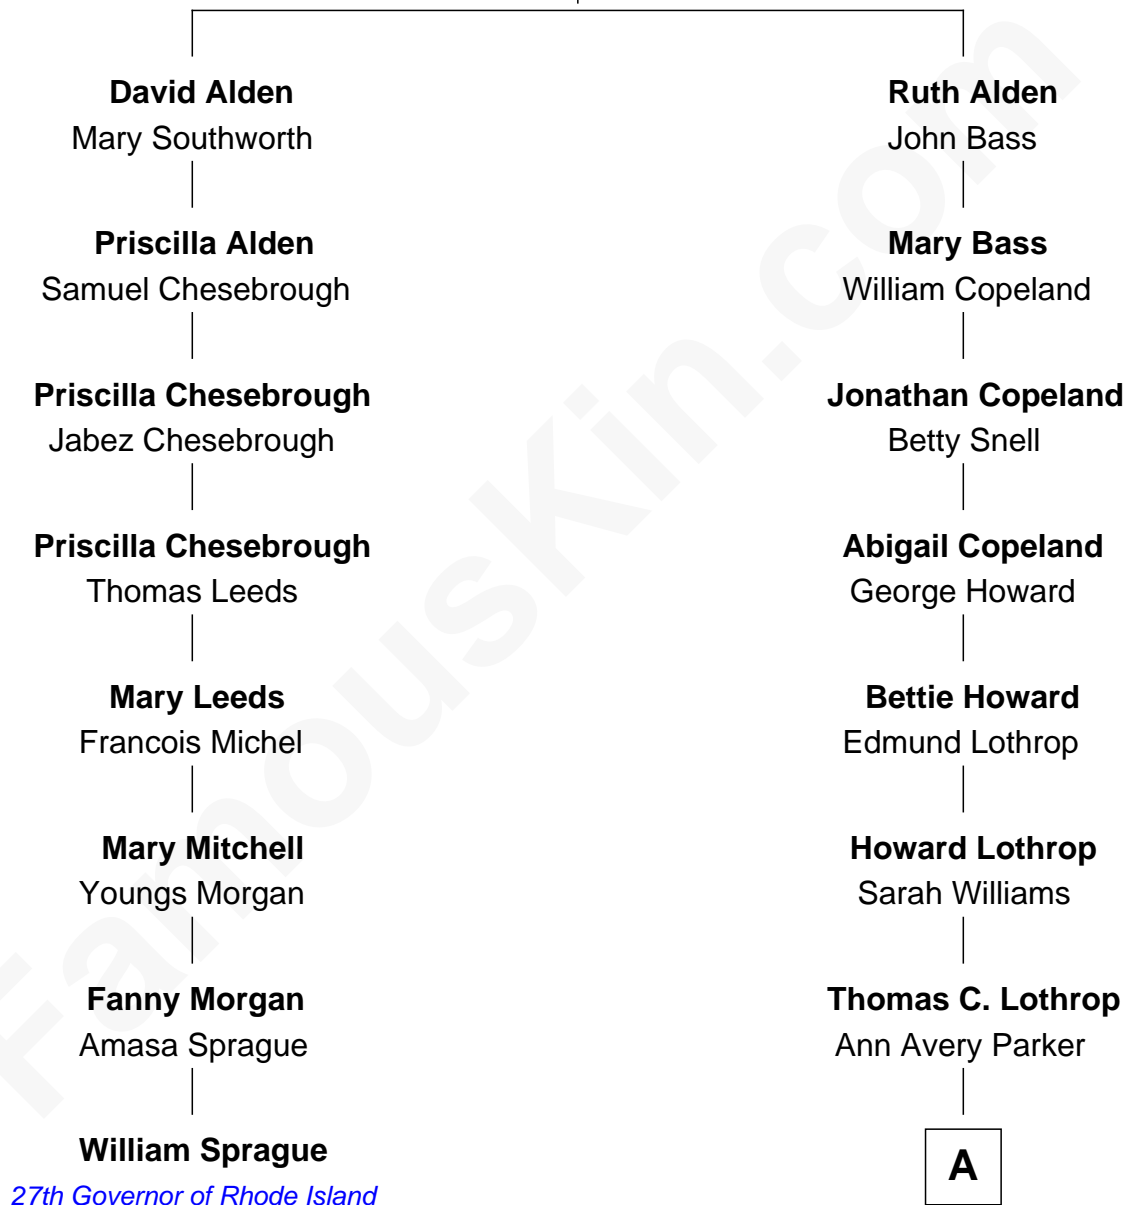 David Alden
Mary Southworth
Ruth Alden
John Bass
Priscilla Alden
Samuel Chesebrough
Mary Bass
William Copeland
Priscilla Chesebrough
Jabez Chesebrough
Jonathan Copeland
Betty Snell
Priscilla Chesebrough
Thomas Leeds
Abigail Copeland
George Howard
Mary Leeds
Francois Michel
Bettie Howard
Edmund Lothrop
Mary Mitchell
Youngs Morgan
Howard Lothrop
Sarah Williams
Fanny Morgan
Amasa Sprague
Thomas C. Lothrop
Ann Avery Parker
William Sprague
27th Governor of Rhode Island
A
FamousKin.com